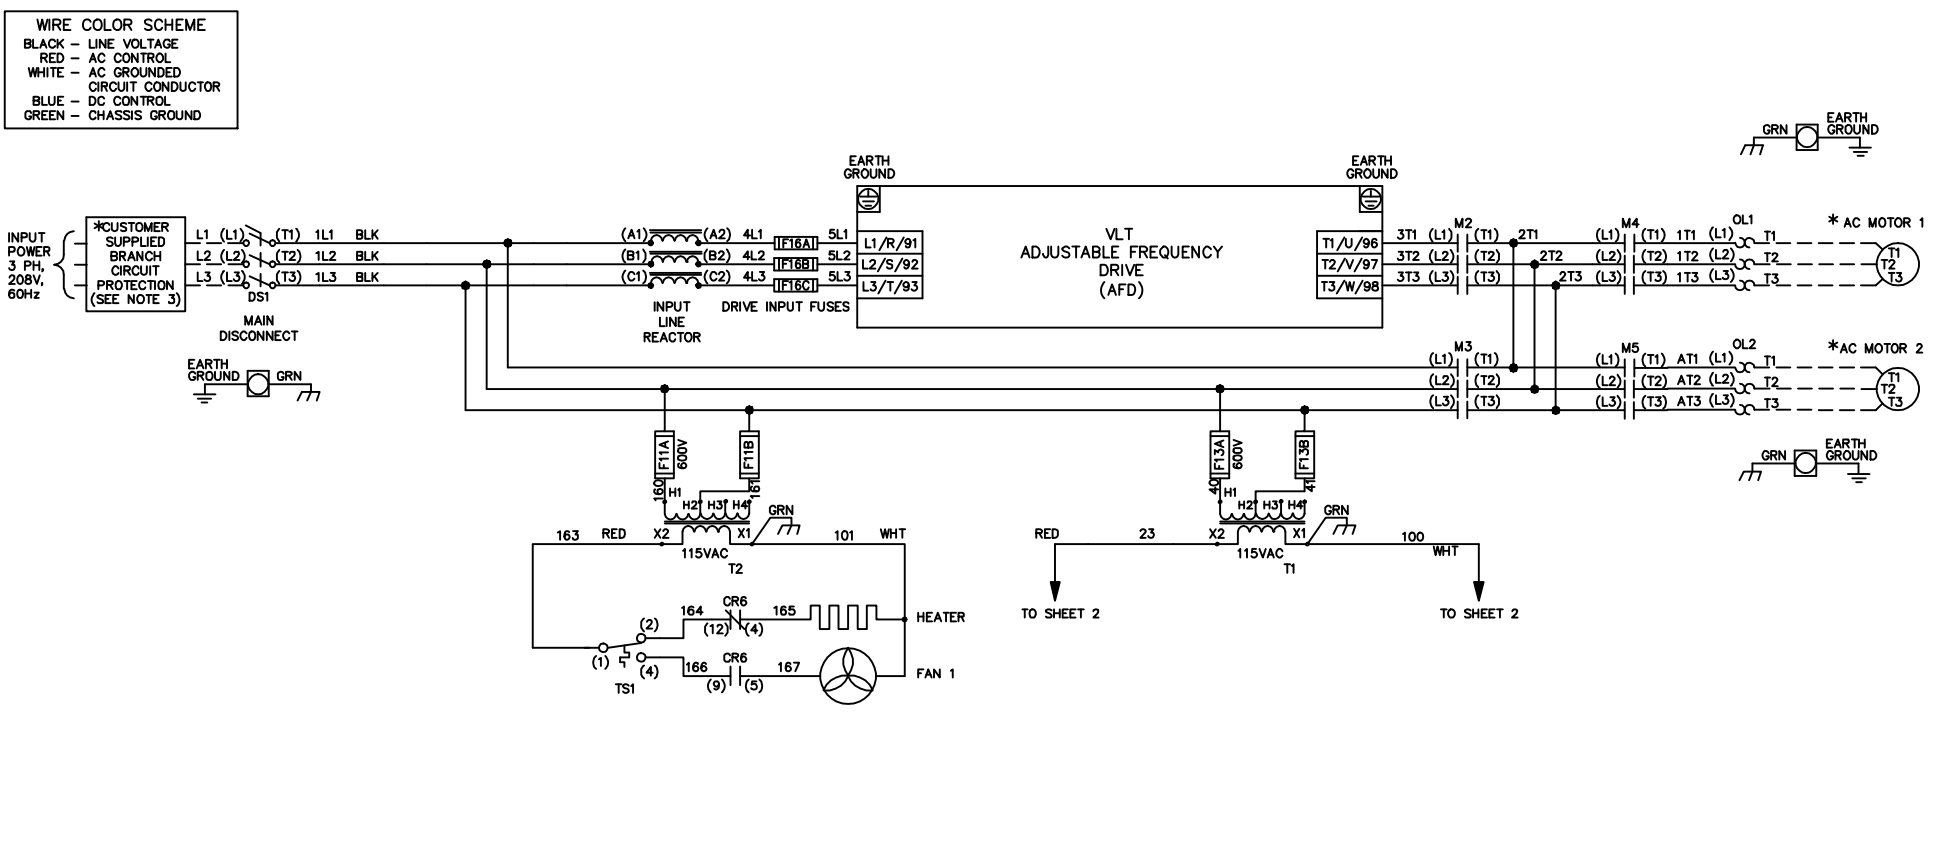 WIRE COLOR SCHEME
BLACK - LINE VOLTAGE
RED - AC CONTROL
WHITE - AC GROUNDED
CIRCUIT CONDUCTOR
BLUE - DC CONTROL
GREEN - CHASSIS GROUND
INPUT
POWER
3 PH,
208V,
60Hz
*CUSTOMER
SUPPLIED
BRANCH
CIRCUIT
PROTECTION
(SEE NOTE 3)
L1 (L1) (T1) 1L1 BLK
L2 (L2) (T2) 1L2 BLK
L3 (L3) (T3) 1L3 BLK
DS1
MAIN
DISCONNECT
EARTH
GROUND
GRN
(A1) (A2) 4L1 F16A 5L1
(B1) (B2) 4L2 F16B 5L2
(C1) (C2) 4L3 F16C 5L3
INPUT
LINE
REACTOR
DRIVE INPUT FUSES
EARTH
GROUND
EARTH
GROUND
L1/R/91
L2/S/92
L3/T/93
VLT
ADJUSTABLE FREQUENCY
DRIVE
(AFD)
T1/U/96
T2/V/97
T3/W/98
M2
3T1 (L1) (T1) 2T1
3T2 (L2) (T2) 2T2
3T3 (L3) (T3) 2T3
M4
OL1
(L1) (T1) 1T1 (L1) T1
(L2) (T2) 1T2 (L2) T2
(L3) (T3) 1T3 (L3) T3
* AC MOTOR 1
T1
T2
T3
GRN
EARTH
GROUND
M3
(L1) (T1)
(L2) (T2)
(L3) (T3)
M5
OL2
(L1) (T1) AT1 (L1) T1
(L2) (T2) AT2 (L2) T2
(L3) (T3) AT3 (L3) T3
*AC MOTOR 2
T1
T2
T3
GRN
EARTH
GROUND
F11A
600V
F11B
160
H1
161
H2 H3 H4
GRN
163 RED X2 X1 101 WHT
115VAC
T2
F13A
600V
F13B
40
H1
41
H2 H3 H4
GRN
RED 23 X2 X1 100
WHT
115VAC
T1
TO SHEET 2
TO SHEET 2
CR6
164 165
(12) (4)
HEATER
(2)
(1)
(4)
TS1
CR6
166 167
(9) (5)
FAN 1